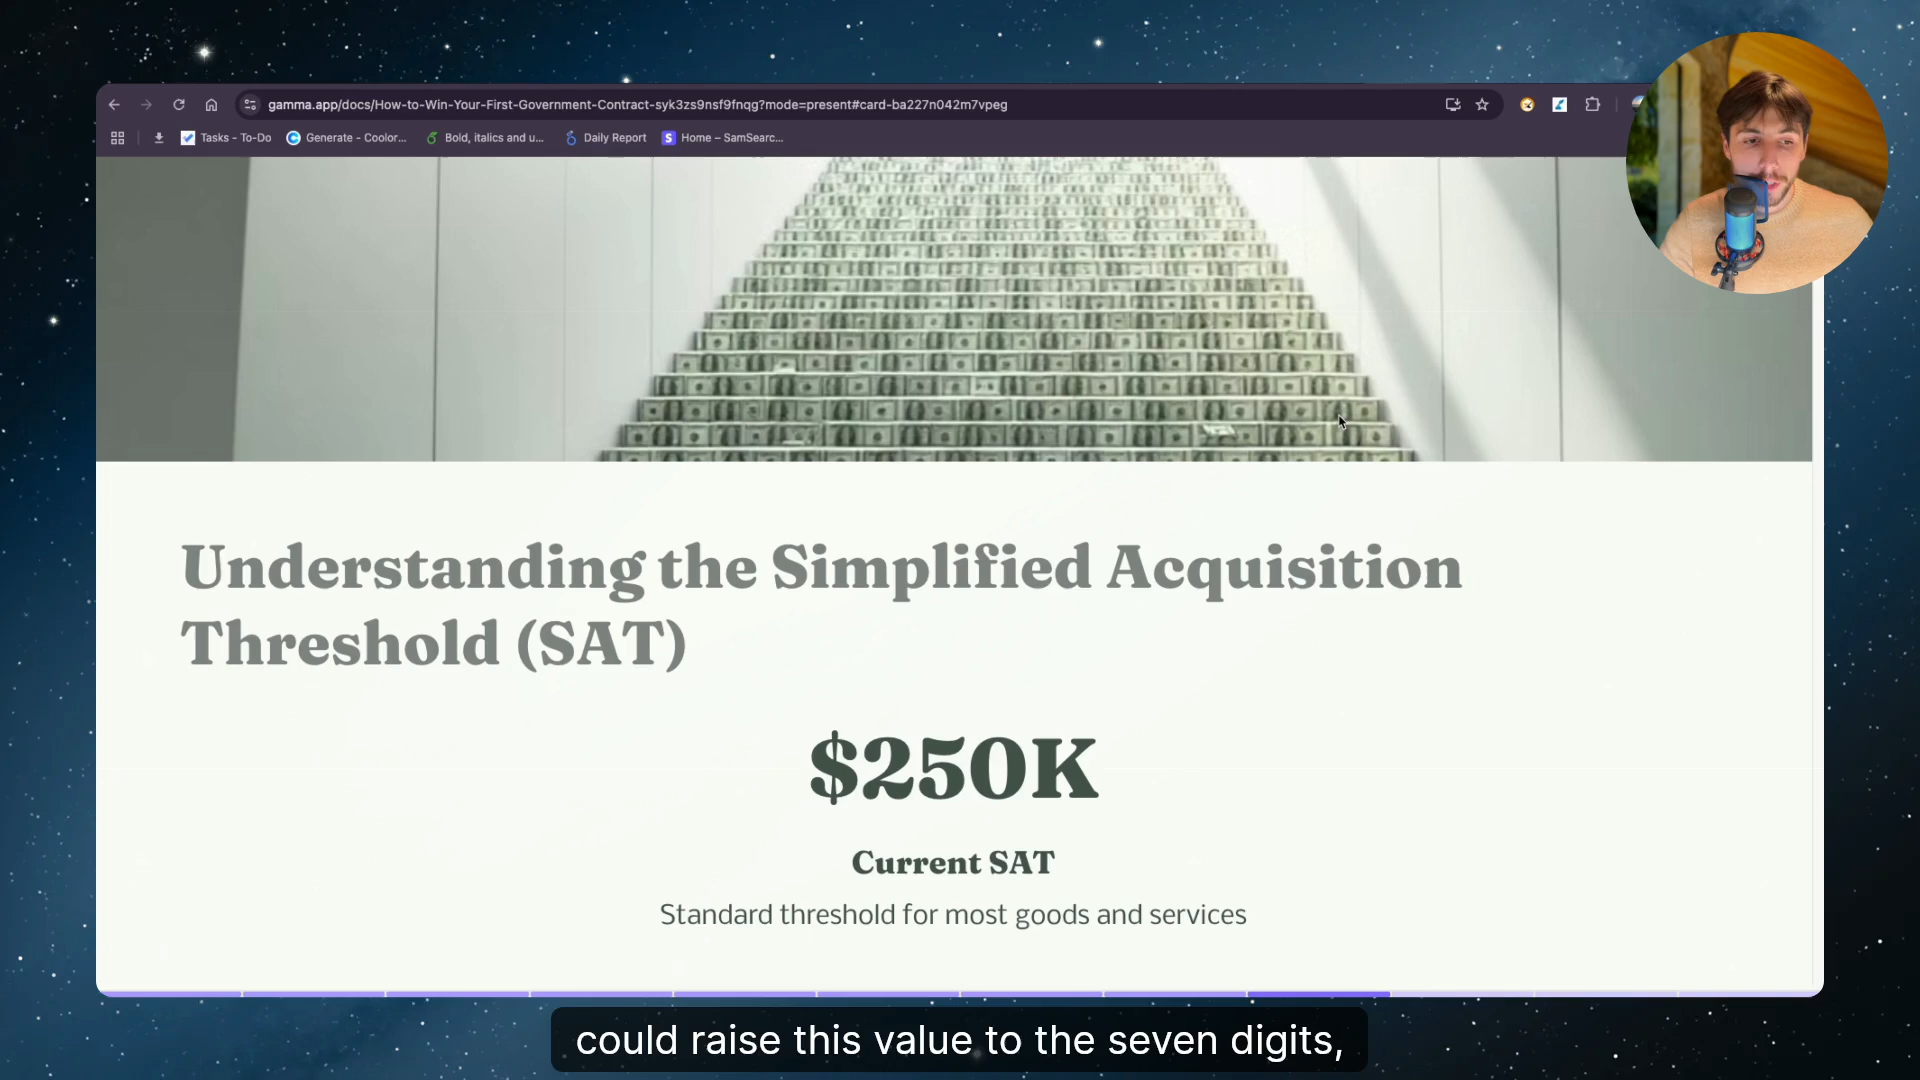 gamma.app/docs/How-to-Win-Your-First-Government-Contract-syk3zs9nsf9fnqg?mode=present#card-ba227n042m7vpeg
Tasks - To-Do
Generate - Coolor...
Bold, italics and u...
Daily Report
S
Home – SamSearc...
Understanding the Simplified Acquisition
Threshold (SAT)
$250K
Current SAT
Standard threshold for most goods and services
could raise this value to the seven digits,